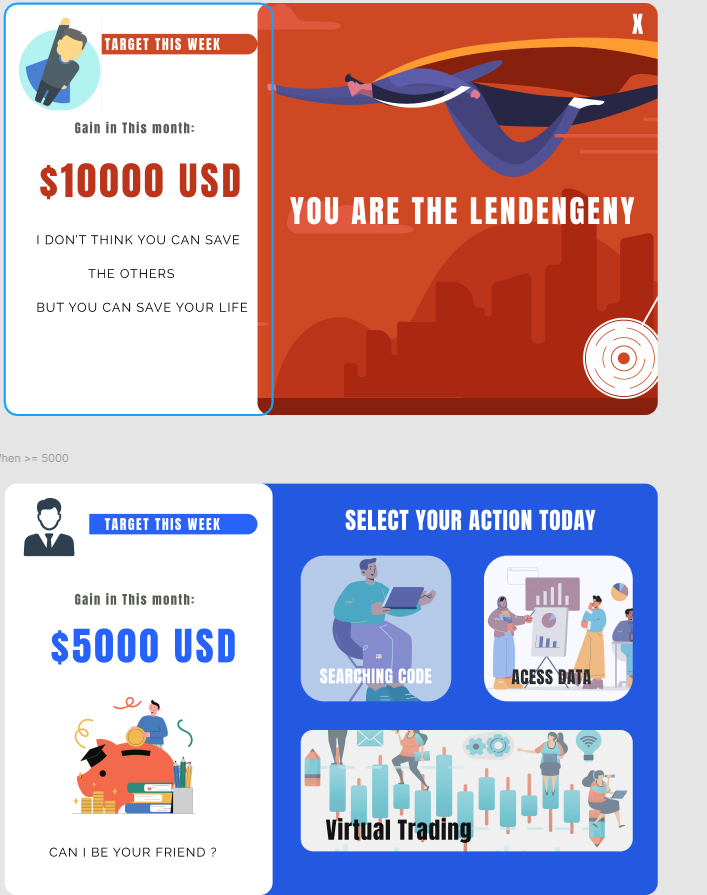 TARGET THIS WEEK
X
Gain in This month:
$10000 USD
YOU ARE THE LENDENGENY
I DON'T THINK YOU CAN SAVE
THE OTHERS
BUT YOU CAN SAVE YOUR LIFE
When >= 5000
TARGET THIS WEEK
SELECT YOUR ACTION TODAY
Gain in This month:
$5000 USD
SEARCHING CODE
ACESS DATA
Virtual Trading
CAN I BE YOUR FRIEND ?